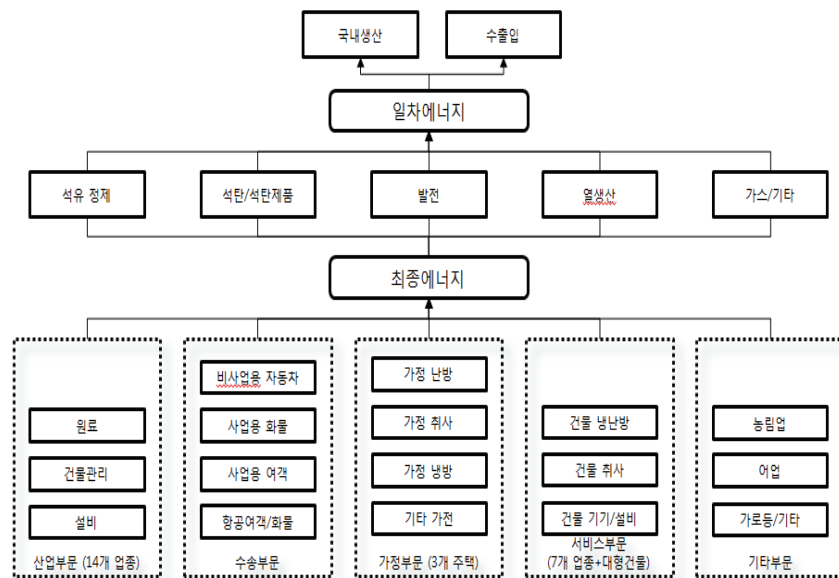 국내생산
수출입
일차에너지
석유 정제
석탄/석탄제품
발전
열생산
가스/기타
최종에너지
원료
건물관리
설비
산업부문 (14개 업종)
비사업용 자동차
사업용 화물
사업용 여객
항공여객/화물
수송부문
가정 난방
가정 취사
가정 냉방
기타 가전
가정부문 (3개 주택)
건물 냉난방
건물 취사
건물 기기/설비
서비스부문
(7개 업종+대형건물)
농림업
어업
가로등/기타
기타부문